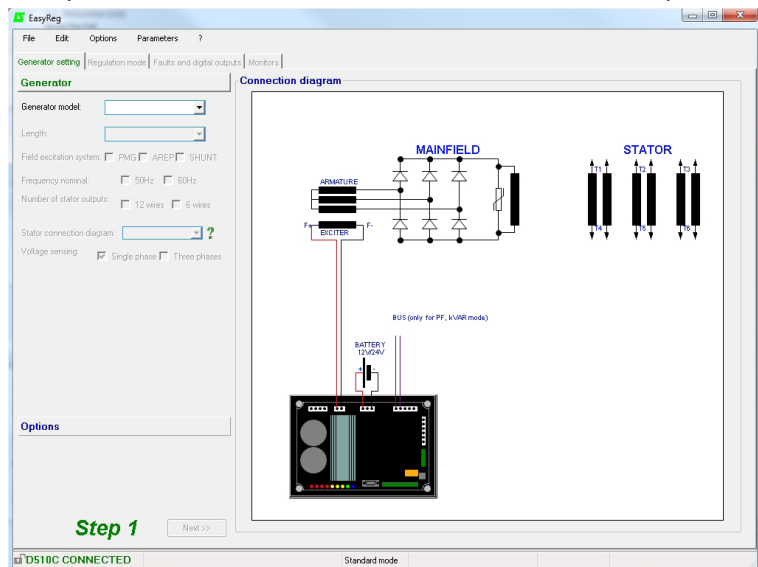 EasyReg
File Edit Options Parameters ?
Generator setting Regulation mode Faults and digital outputs Monitors
Generator
Generator model:
Length:
Field excitation system: PMG AREP SHUNT
Frequency nominal: 50Hz 60Hz
Number of stator outputs: 12 wires 6 wires
Stator connection diagram: ?
Voltage sensing: Single phase Three phases
Options
Step 1 Next >>
Connection diagram
MAINFIELD STATOR
ARMATURE
T1 T2 T3
F+ F-
EXCITER
T4 T5 T6
BUS (only for PF, kVAR mode)
BATTERY
12V/24V
+ -
D510C CONNECTED Standard mode